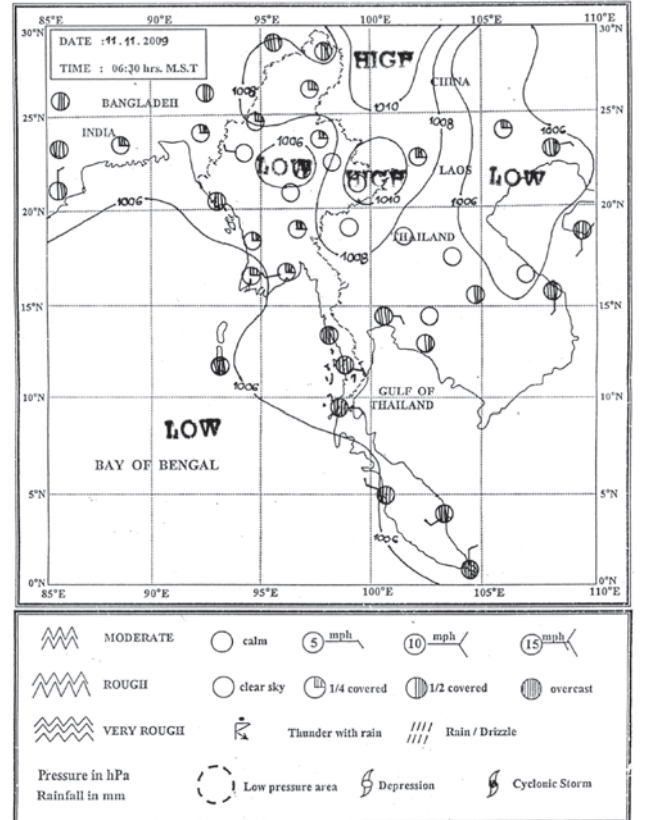 85°E 90°E 95°E 100°E 105°E 110°E
30°N 30°N
DATE : 11.11.2009
TIME : 06:30 hrs. M.S.T
HIGP
CHINA
1008
1010
BANGLADEH
25°N 25°N
INDIA
1006
1008
1006
LOW
HIGP
LAOS
LOW
1010
1006
1006
20°N 20°N
THAILAND
1008
15°N 15°N
1006
10°N 10°N
GULF OF
THAILAND
LOW
BAY OF BENGAL
5°N 5°N
1006
0°N 0°N
85°E 90°E 95°E 100°E 105°E 110°E
MODERATE calm 5 mph 10 mph 15 mph
ROUGH clear sky 1/4 covered 1/2 covered overcast
VERY ROUGH Thunder with rain Rain / Drizzle
Pressure in hPa
Rainfall in mm
Low pressure area Depression Cyclonic Storm